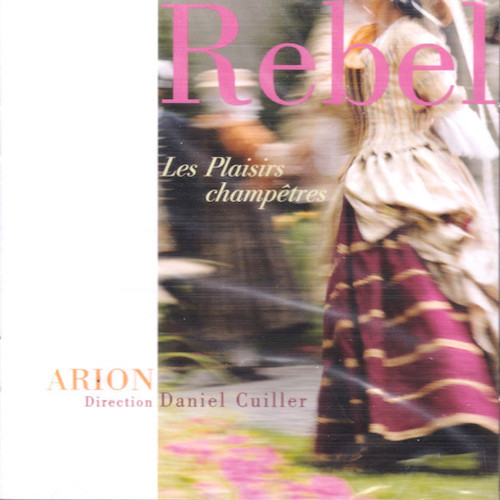 Rebel
Les Plaisirs
champêtres
ARION
Direction Daniel Cuiller